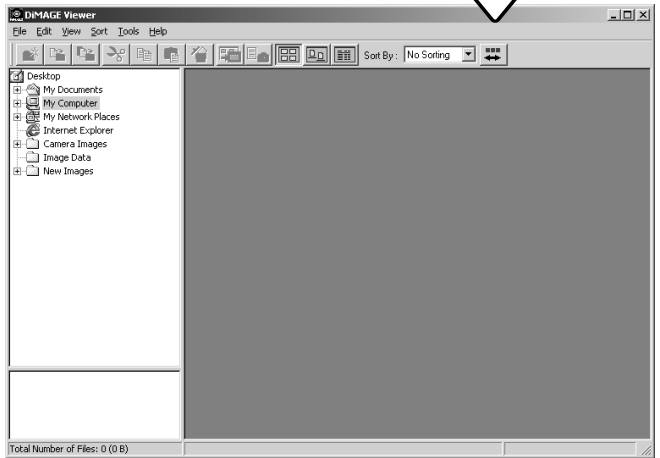 DiMAGE Viewer
File Edit View Sort Tools Help
Sort By : No Sorting
Desktop
My Documents
My Computer
My Network Places
Internet Explorer
Camera Images
Image Data
New Images
Total Number of Files: 0 (0 B)